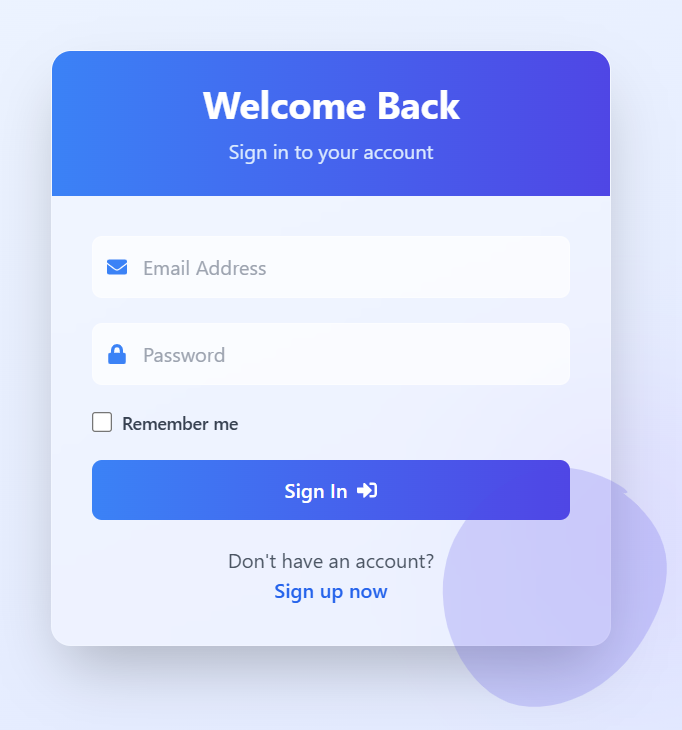 Welcome Back
Sign in to your account
Email Address
Password
Remember me
Sign In
Don't have an account?
Sign up now